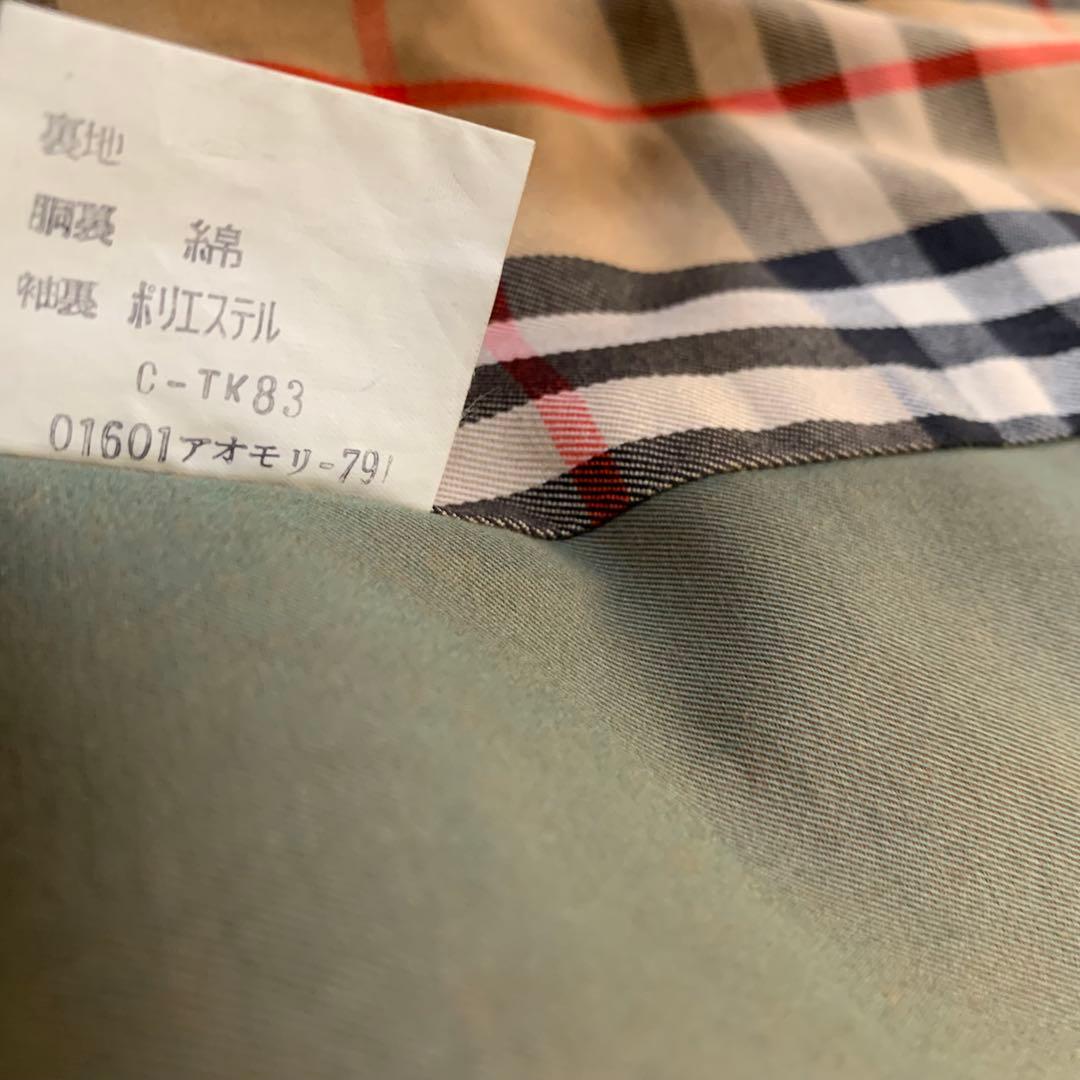 裏地
胴裏 綿
袖裏 ポリエステル
C-TK83
01601アオモリ-791